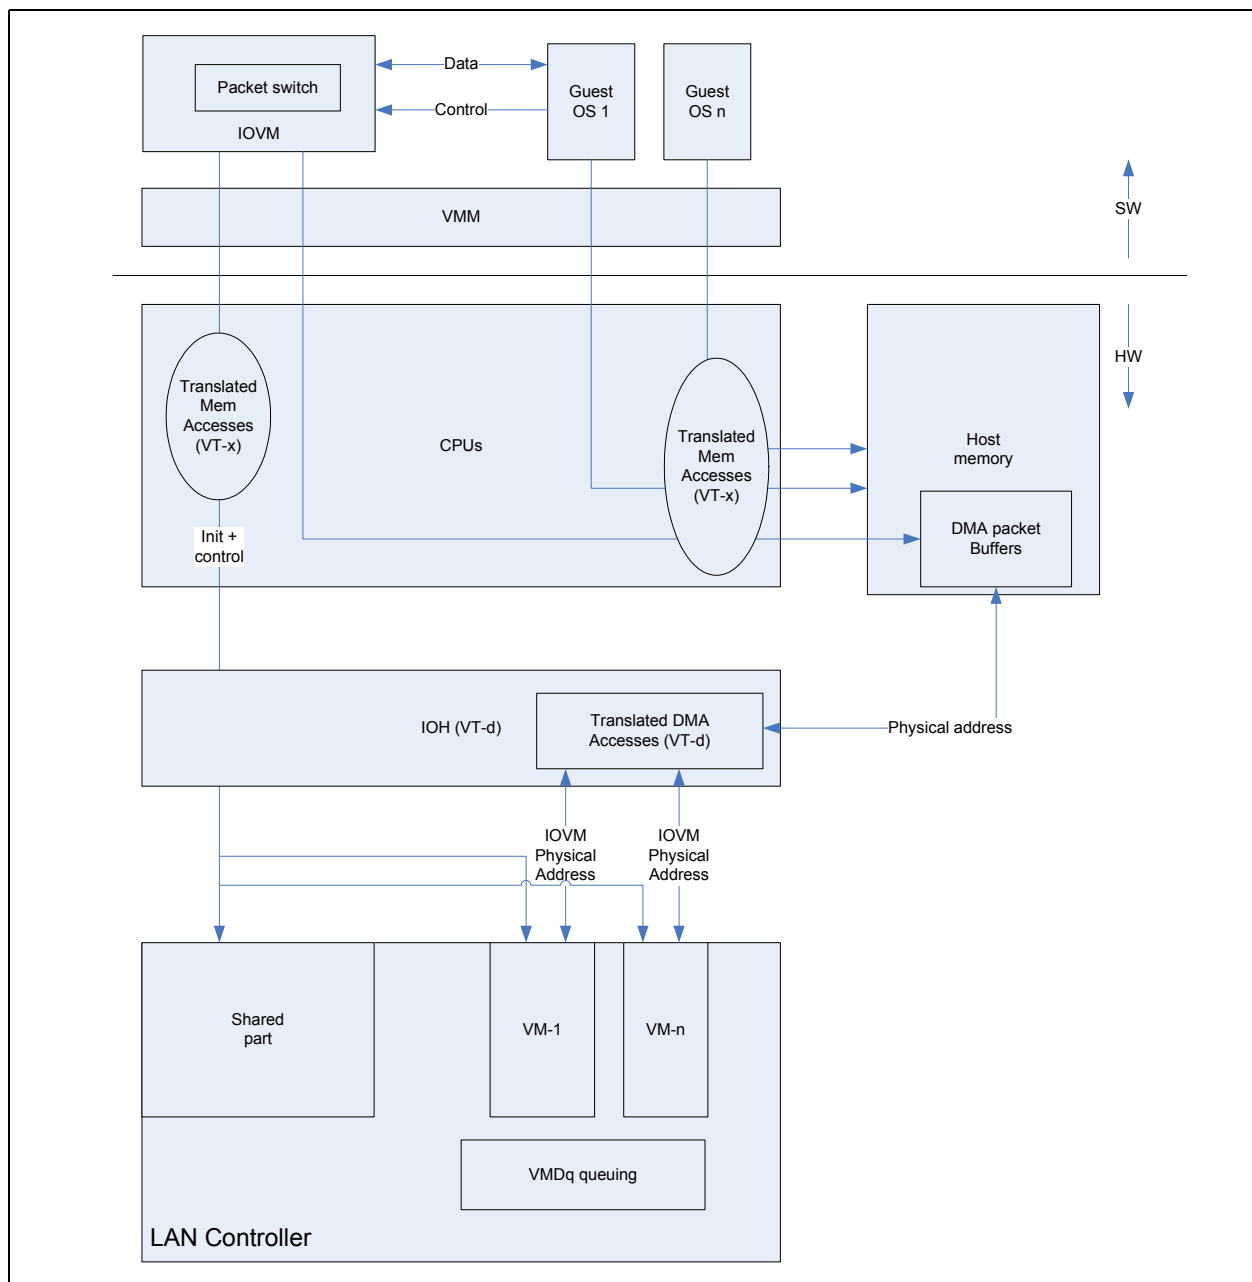 Packet switch
IOVM
Data
Control
Guest
OS 1
Guest
OS n
VMM
SW
HW
Translated
Mem
Accesses
(VT-x)
CPUs
Translated
Mem
Accesses
(VT-x)
Host
memory
DMA packet
Buffers
Init +
control
IOH (VT-d)
Translated DMA
Accesses (VT-d)
Physical address
IOVM
Physical
Address
IOVM
Physical
Address
Shared
part
VM-1
VM-n
VMDq queuing
LAN Controller